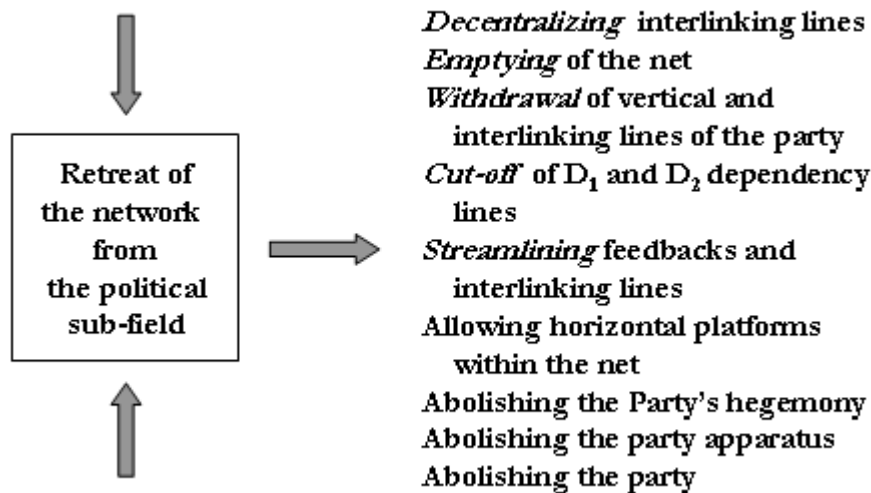 Retreat of
the network
from
the political
sub-field
Decentralizing interlinking lines
Emptying of the net
Withdrawal of vertical and
interlinking lines of the party
Cut-off of D₁ and D₂ dependency
lines
Streamlining feedbacks and
interlinking lines
Allowing horizontal platforms
within the net
Abolishing the Party's hegemony
Abolishing the party apparatus
Abolishing the party